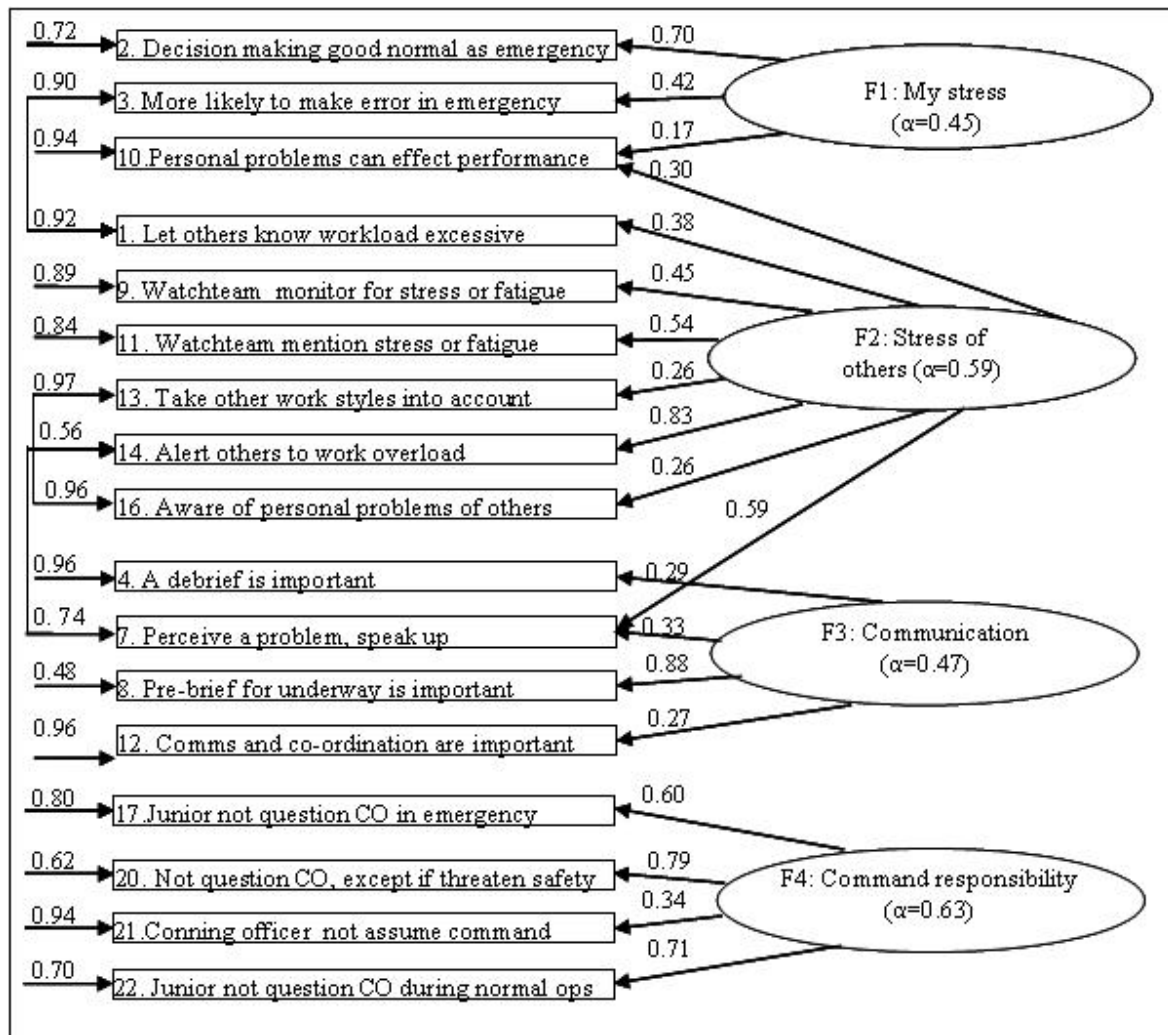 0.72
2. Decision making good normal as emergency
0.70
0.90
3. More likely to make error in emergency
0.42
F1: My stress
(α=0.45)
0.94
10.Personal problems can effect performance
0.17
0.30
0.92
1. Let others know workload excessive
0.38
0.89
9. Watchteam monitor for stress or fatigue
0.45
0.84
11. Watchteam mention stress or fatigue
0.54
F2: Stress of
others (α=0.59)
0.97
13. Take other work styles into account
0.26
0.56
14. Alert others to work overload
0.83
0.96
16. Aware of personal problems of others
0.26
0.59
0.96
4. A debrief is important
0.29
0. 74
7. Perceive a problem, speak up
0.33
F3: Communication
(α=0.47)
0.48
8. Pre-brief for underway is important
0.88
0.96
12. Comms and co-ordination are important
0.27
0.80
17.Junior not question CO in emergency
0.60
0.62
20. Not question CO, except if threaten safety
0.79
F4: Command responsibility
(α=0.63)
0.94
21.Conning officer not assume command
0.34
0.70
22. Junior not question CO during normal ops
0.71